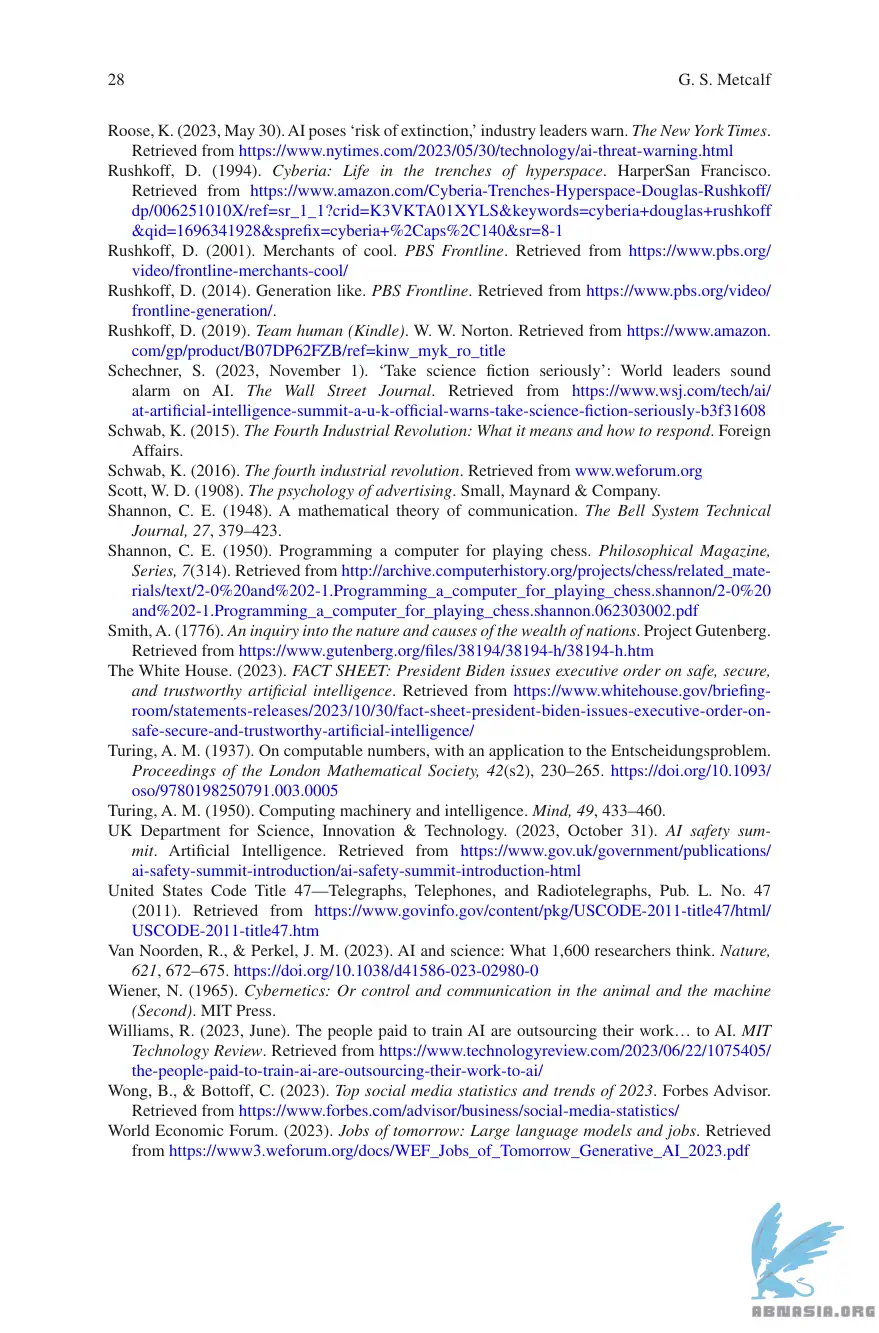 28 G. S. Metcalf
Roose, K. (2023, May 30). AI poses ‘risk of extinction,’ industry leaders warn. The New York Times.
Retrieved from https://www.nytimes.com/2023/05/30/technology/ai-threat-warning.html
Rushkoff, D. (1994). Cyberia: Life in the trenches of hyperspace. HarperSan Francisco.
Retrieved from https://www.amazon.com/Cyberia-Trenches-Hyperspace-Douglas-Rushkoff/
dp/006251010X/ref=sr_1_1?crid=K3VKTA01XYLS&keywords=cyberia+douglas+rushkoff
&qid=1696341928&sprefix=cyberia+%2Caps%2C140&sr=8-1
Rushkoff, D. (2001). Merchants of cool. PBS Frontline. Retrieved from https://www.pbs.org/
video/frontline-merchants-cool/
Rushkoff, D. (2014). Generation like. PBS Frontline. Retrieved from https://www.pbs.org/video/
frontline-generation/.
Rushkoff, D. (2019). Team human (Kindle). W. W. Norton. Retrieved from https://www.amazon.
com/gp/product/B07DP62FZB/ref=kinw_myk_ro_title
Schechner, S. (2023, November 1). ‘Take science fiction seriously’: World leaders sound
alarm on AI. The Wall Street Journal. Retrieved from https://www.wsj.com/tech/ai/
at-artificial-intelligence-summit-a-u-k-official-warns-take-science-fiction-seriously-b3f31608
Schwab, K. (2015). The Fourth Industrial Revolution: What it means and how to respond. Foreign
Affairs.
Schwab, K. (2016). The fourth industrial revolution. Retrieved from www.weforum.org
Scott, W. D. (1908). The psychology of advertising. Small, Maynard & Company.
Shannon, C. E. (1948). A mathematical theory of communication. The Bell System Technical
Journal, 27, 379–423.
Shannon, C. E. (1950). Programming a computer for playing chess. Philosophical Magazine,
Series, 7(314). Retrieved from http://archive.computerhistory.org/projects/chess/related_mate-
rials/text/2-0%20and%202-1.Programming_a_computer_for_playing_chess.shannon/2-0%20
and%202-1.Programming_a_computer_for_playing_chess.shannon.062303002.pdf
Smith, A. (1776). An inquiry into the nature and causes of the wealth of nations. Project Gutenberg.
Retrieved from https://www.gutenberg.org/files/38194/38194-h/38194-h.htm
The White House. (2023). FACT SHEET: President Biden issues executive order on safe, secure,
and trustworthy artificial intelligence. Retrieved from https://www.whitehouse.gov/briefing-
room/statements-releases/2023/10/30/fact-sheet-president-biden-issues-executive-order-on-
safe-secure-and-trustworthy-artificial-intelligence/
Turing, A. M. (1937). On computable numbers, with an application to the Entscheidungsproblem.
Proceedings of the London Mathematical Society, 42(s2), 230–265. https://doi.org/10.1093/
oso/9780198250791.003.0005
Turing, A. M. (1950). Computing machinery and intelligence. Mind, 49, 433–460.
UK Department for Science, Innovation & Technology. (2023, October 31). AI safety sum-
mit. Artificial Intelligence. Retrieved from https://www.gov.uk/government/publications/
ai-safety-summit-introduction/ai-safety-summit-introduction-html
United States Code Title 47—Telegraphs, Telephones, and Radiotelegraphs, Pub. L. No. 47
(2011). Retrieved from https://www.govinfo.gov/content/pkg/USCODE-2011-title47/html/
USCODE-2011-title47.htm
Van Noorden, R., & Perkel, J. M. (2023). AI and science: What 1,600 researchers think. Nature,
621, 672–675. https://doi.org/10.1038/d41586-023-02980-0
Wiener, N. (1965). Cybernetics: Or control and communication in the animal and the machine
(Second). MIT Press.
Williams, R. (2023, June). The people paid to train AI are outsourcing their work… to AI. MIT
Technology Review. Retrieved from https://www.technologyreview.com/2023/06/22/1075405/
the-people-paid-to-train-ai-are-outsourcing-their-work-to-ai/
Wong, B., & Bottoff, C. (2023). Top social media statistics and trends of 2023. Forbes Advisor.
Retrieved from https://www.forbes.com/advisor/business/social-media-statistics/
World Economic Forum. (2023). Jobs of tomorrow: Large language models and jobs. Retrieved
from https://www3.weforum.org/docs/WEF_Jobs_of_Tomorrow_Generative_AI_2023.pdf
ABNASIA.ORG